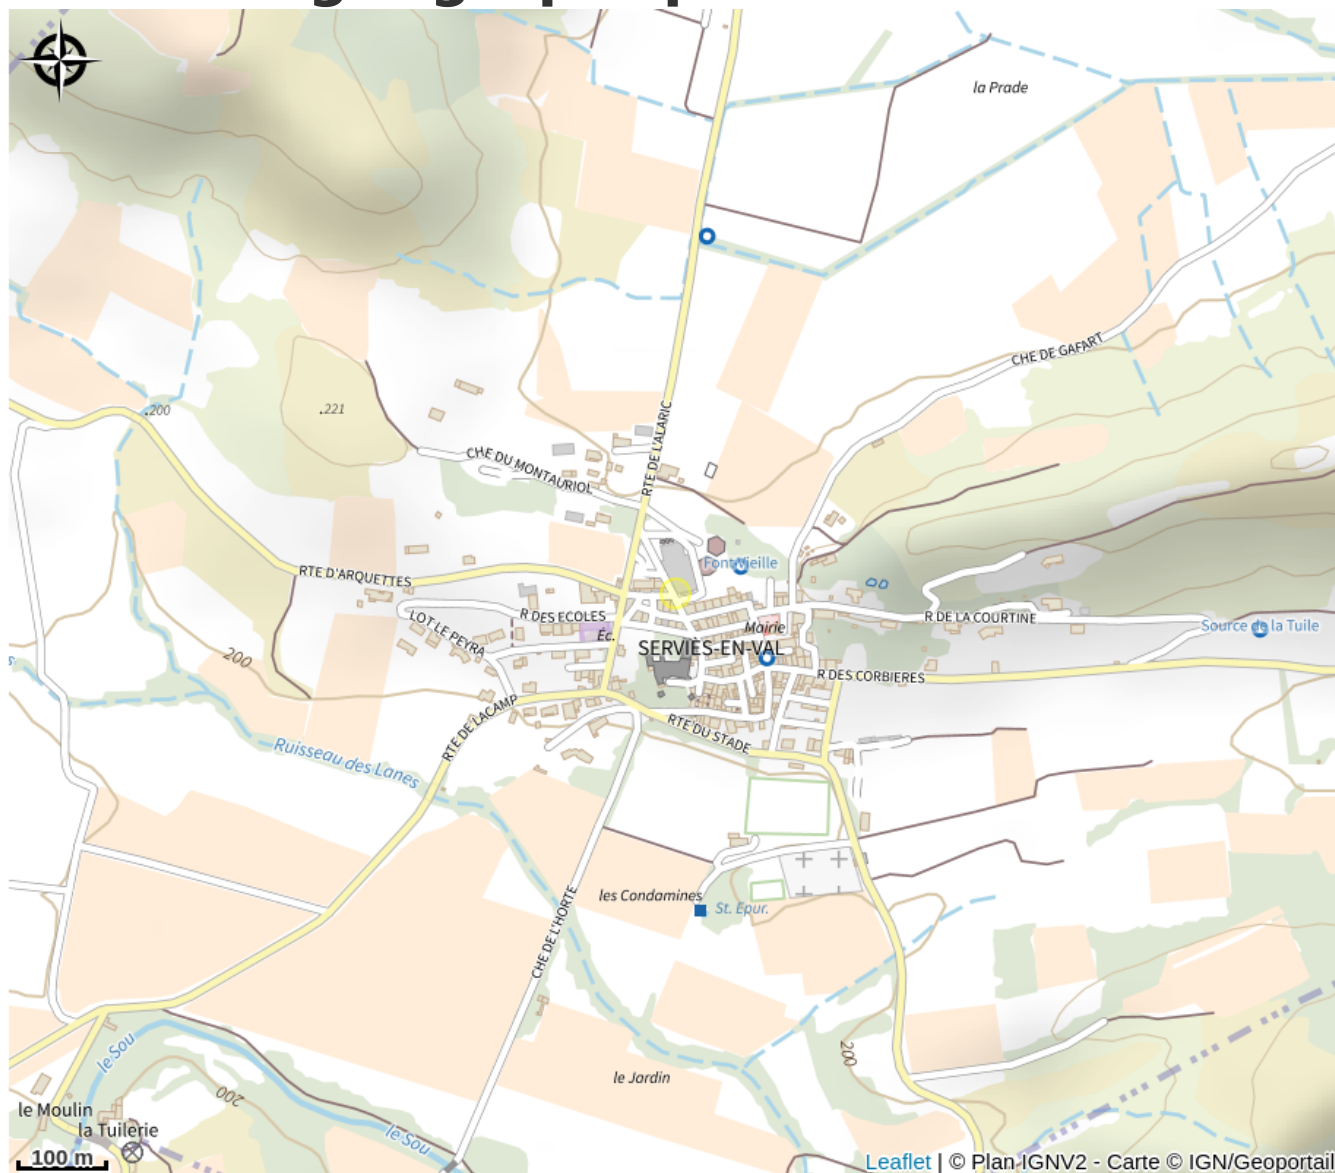 la Prade
CHE DE GAFART
.200
.221
RTE DE L'ALARIC
CHE DU MONTAURIOL
Font Vieille
RTE D'ARQUETTES
R DES ECOLES
LOT LE PEYRA
Éc.
Mairie
R DE LA COURTINE
Source de la Tuile
SERVIÈS-EN-VAL
200
R DES CORBIERES
RTE DE LACAMP
RTE DU STADE
Ruisseau des Lanes
les Condamines
St. Epur.
CHE DE L'HORTE
le Sou
200
le Jardin
200
le Moulin
la Tuilerie
le Sou
100 m
Leaflet | © Plan IGNV2 - Carte © IGN/Geoportail